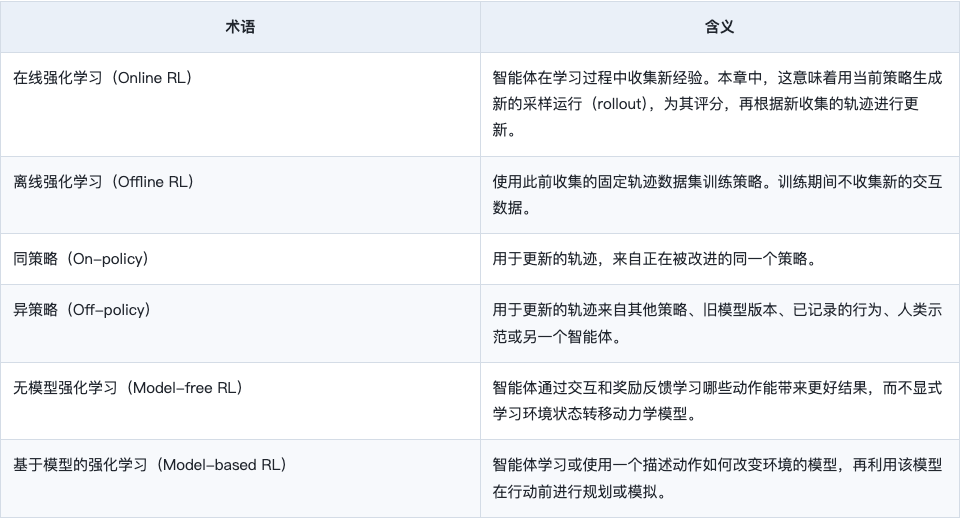 术语
含义
在线强化学习（Online RL）
智能体在学习过程中收集新经验。本章中，这意味着用当前策略生成
新的采样运行（rollout），为其评分，再根据新收集的轨迹进行更
新。
离线强化学习（Offline RL）
使用此前收集的固定轨迹数据集训练策略。训练期间不收集新的交互
数据。
同策略（On-policy）
用于更新的轨迹，来自正在被改进的同一个策略。
异策略（Off-policy）
用于更新的轨迹来自其他策略、旧模型版本、已记录的行为、人类示
范或另一个智能体。
无模型强化学习（Model-free RL）
智能体通过交互和奖励反馈学习哪些动作能带来更好结果，而不显式
学习环境状态转移动力学模型。
基于模型的强化学习（Model-based RL）
智能体学习或使用一个描述动作如何改变环境的模型，再利用该模型
在行动前进行规划或模拟。